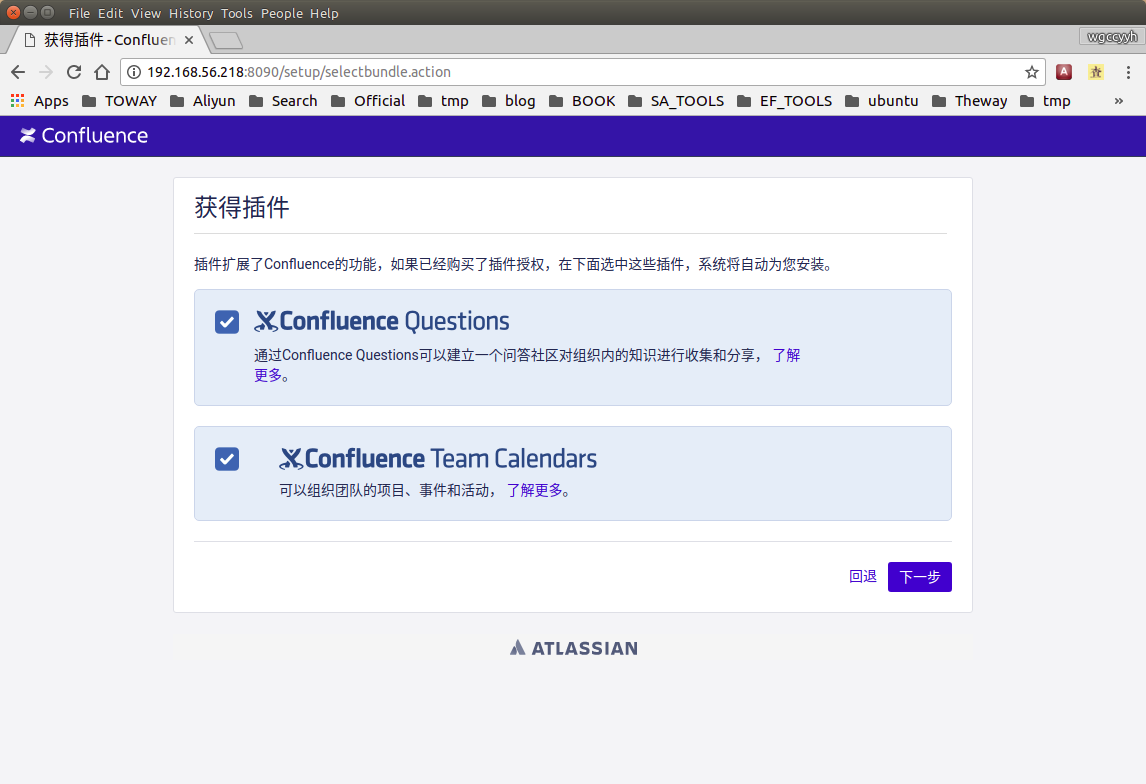 File Edit View History Tools People Help
获得插件 - Confluen
wgccyyh
192.168.56.218:8090/setup/selectbundle.action
Apps TOWAY Aliyun Search Official tmp blog BOOK SA_TOOLS EF_TOOLS ubuntu Theway tmp »
Confluence
获得插件
插件扩展了Confluence的功能，如果已经购买了插件授权，在下面选中这些插件，系统将自动为您安装。
Confluence Questions
通过Confluence Questions可以建立一个问答社区对组织内的知识进行收集和分享， 了解
更多。
Confluence Team Calendars
可以组织团队的项目、事件和活动， 了解更多。
回退 下一步
ATLASSIAN